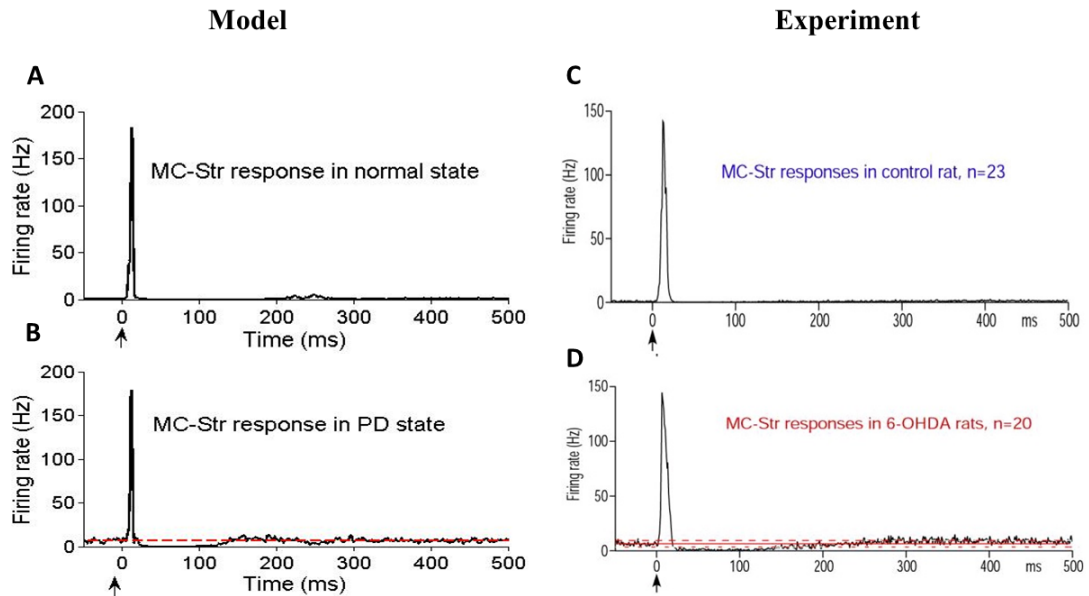 Model
Experiment
A
200
150
100
50
0
Firing rate (Hz)
MC-Str response in normal state
0 100 200 300 400 500
Time (ms)
B
200
150
100
50
0
Firing rate (Hz)
MC-Str response in PD state
0 100 200 300 400 500
Time (ms)
C
150
100
50
0
Firing rate (Hz)
MC-Str responses in control rat, n=23
0 100 200 300 400 ms 500
D
150
100
50
0
Firing rate (Hz)
MC-Str responses in 6-OHDA rats, n=20
0 100 200 300 400 ms 500